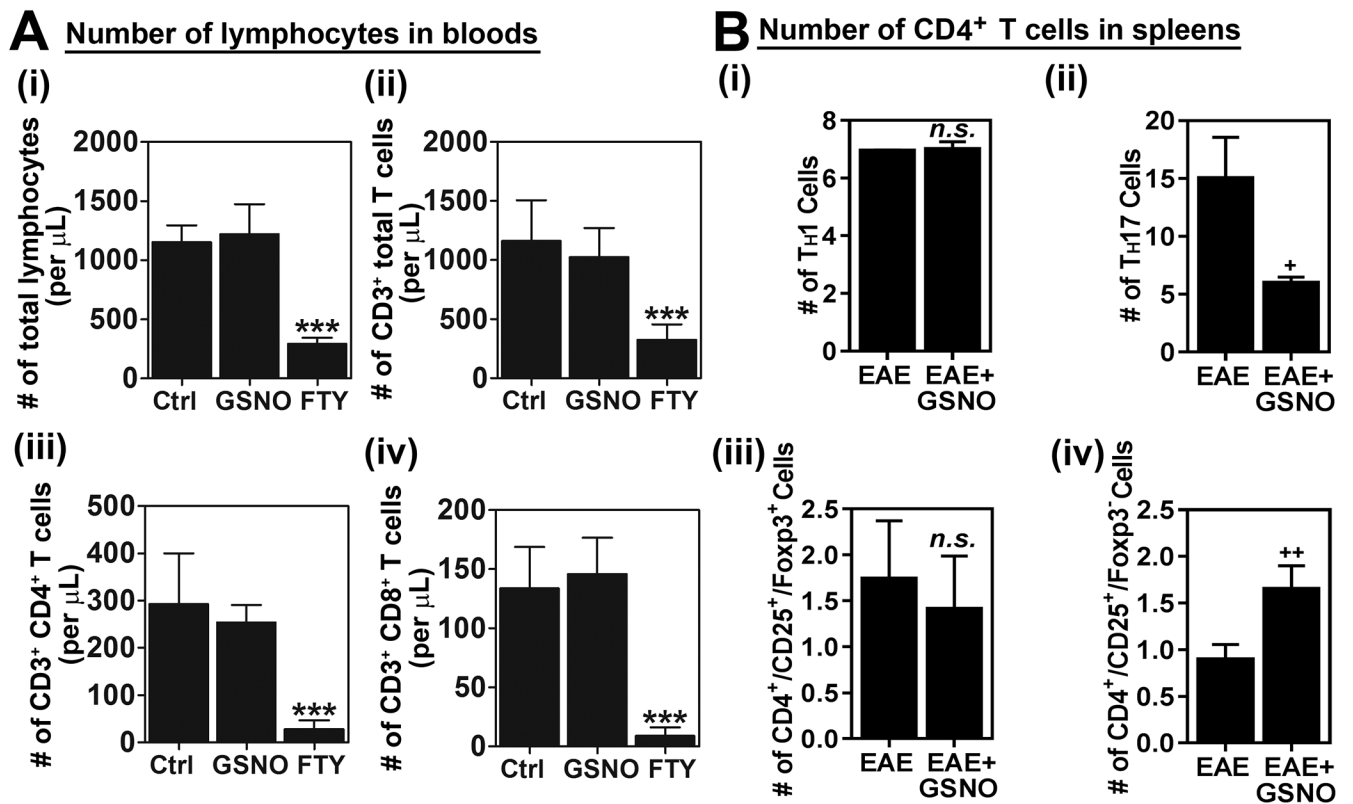 A Number of lymphocytes in bloods
(i)
# of total lymphocytes
(per µL)
2000
1500
1000
500
0
***
Ctrl GSNO FTY
(ii)
# of CD3⁺ total T cells
(per µL)
2000
1500
1000
500
0
***
Ctrl GSNO FTY
(iii)
# of CD3⁺ CD4⁺ T cells
(per µL)
500
400
300
200
100
0
***
Ctrl GSNO FTY
(iv)
# of CD3⁺ CD8⁺ T cells
(per µL)
200
150
100
50
0
***
Ctrl GSNO FTY
B Number of CD4⁺ T cells in spleens
(i)
# of TH1 Cells
8
6
4
2
0
n.s.
EAE EAE+
GSNO
(ii)
# of TH17 Cells
20
15
10
5
0
+
EAE EAE+
GSNO
(iii)
# of CD4⁺/CD25⁺/Foxp3⁺ Cells
2.5
2.0
1.5
1.0
0.5
0.0
n.s.
EAE EAE+
GSNO
(iv)
# of CD4⁺/CD25⁺/Foxp3⁻ Cells
2.5
2.0
1.5
1.0
0.5
0.0
++
EAE EAE+
GSNO